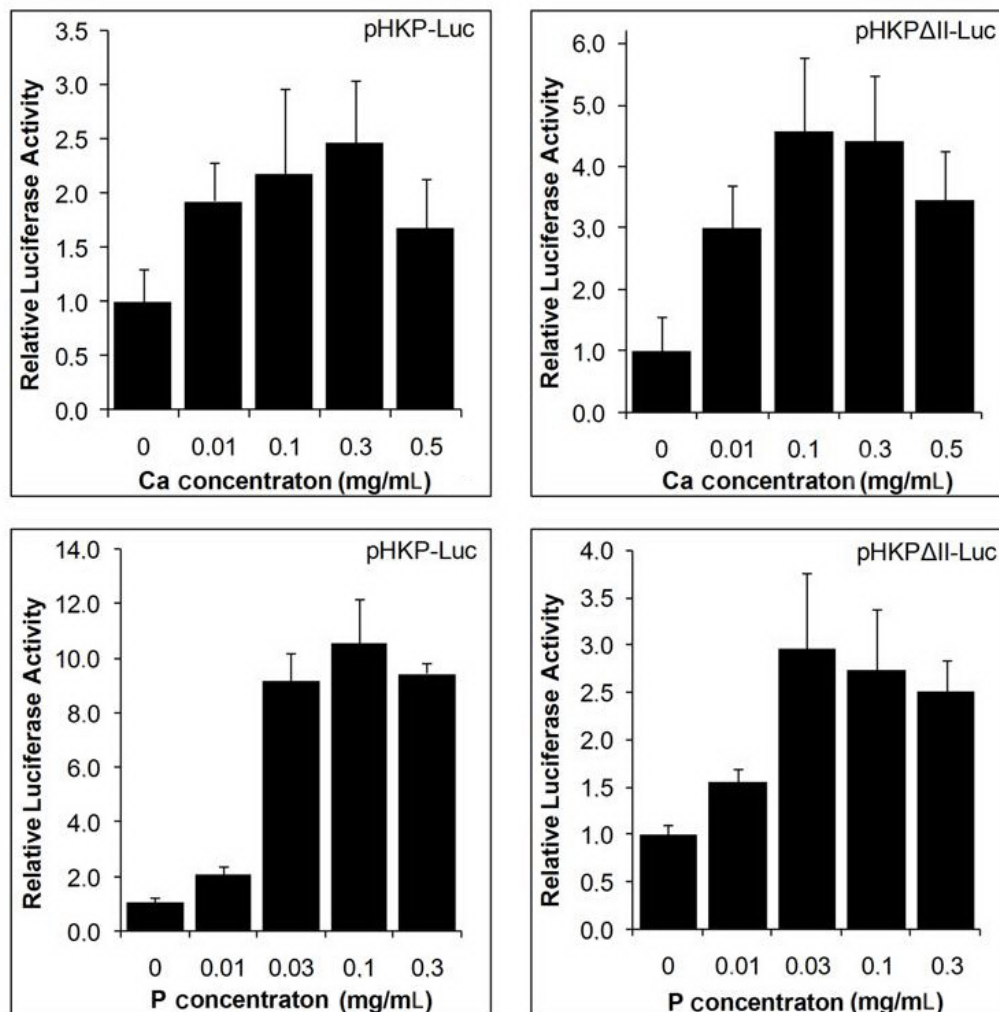 pHKP-Luc
Relative Luciferase Activity
3.5
3.0
2.5
2.0
1.5
1.0
0.5
0.0
0 0.01 0.1 0.3 0.5
Ca concentraton (mg/mL)
pHKPΔII-Luc
Relative Luciferase Activity
6.0
5.0
4.0
3.0
2.0
1.0
0.0
0 0.01 0.1 0.3 0.5
Ca concentraton (mg/mL)
pHKP-Luc
Relative Luciferase Activity
14.0
12.0
10.0
8.0
6.0
4.0
2.0
0.0
0 0.01 0.03 0.1 0.3
P concentraton (mg/mL)
pHKPΔII-Luc
Relative Luciferase Activity
4.0
3.5
3.0
2.5
2.0
1.5
1.0
0.5
0.0
0 0.01 0.03 0.1 0.3
P concentraton (mg/mL)